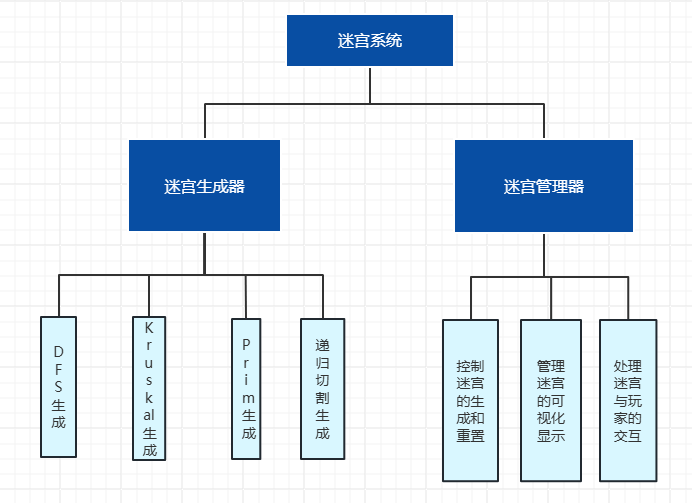 迷宫系统
迷宫生成器
迷宫管理器
DFS生成
Kruskal生成
Prim生成
递归切割生成
控制
迷宫
的生
成和
重置
管理
迷宫
的可
视化
显示
处理
迷宫
与玩
家的
交互